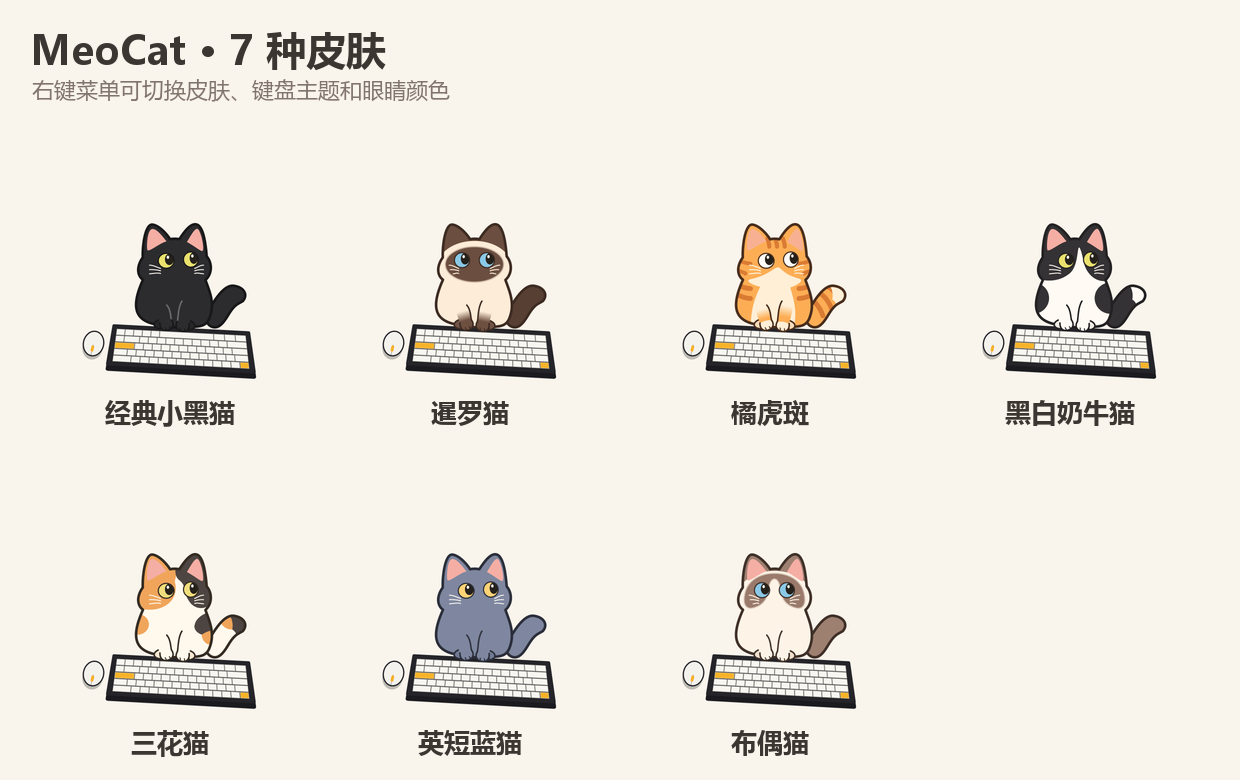 MeoCat • 7 种皮肤
右键菜单可切换皮肤、键盘主题和眼睛颜色
经典小黑猫
暹罗猫
橘虎斑
黑白奶牛猫
三花猫
英短蓝猫
布偶猫